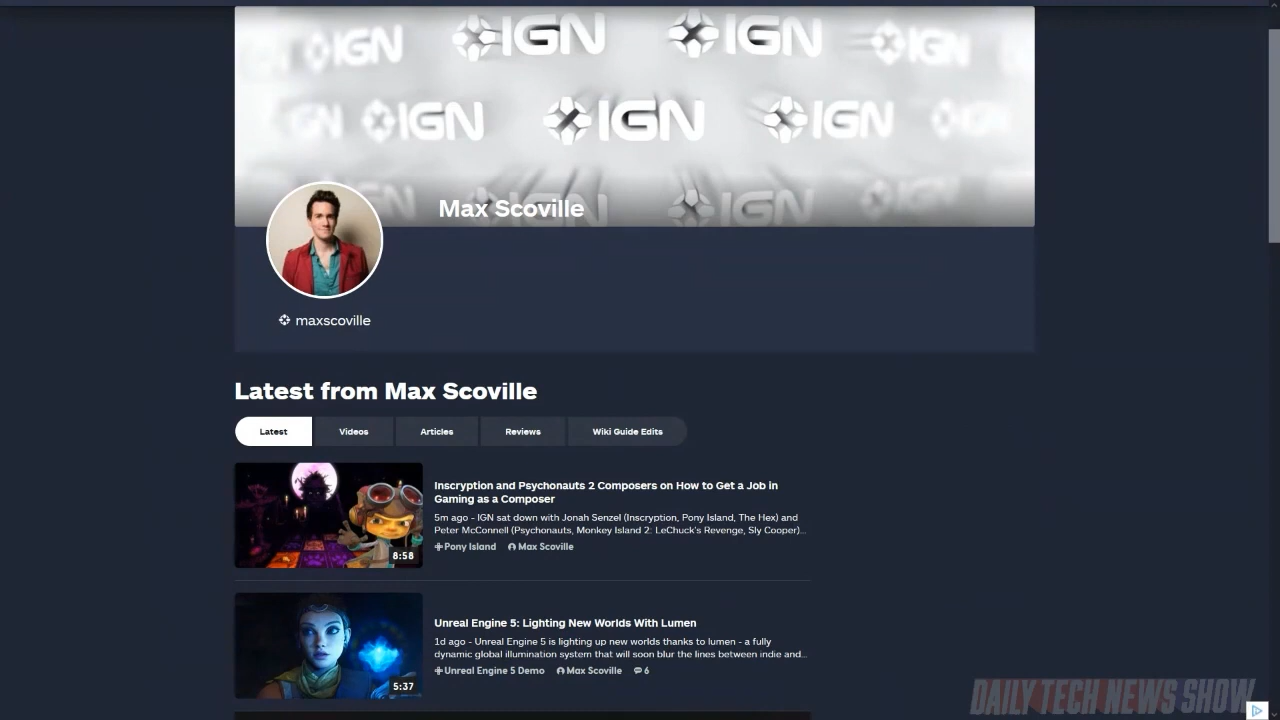 IGN IGN IGN IGN
IGN IGN IGN IGN
IGN IGN IGN
Max Scoville
maxscoville
Latest from Max Scoville
Latest Videos Articles Reviews Wiki Guide Edits
Inscryption and Psychonauts 2 Composers on How to Get a Job in
Gaming as a Composer
5m ago - IGN sat down with Jonah Senzel (Inscryption, Pony Island, The Hex) and
Peter McConnell (Psychonauts, Monkey Island 2: LeChuck's Revenge, Sly Cooper)...
Pony Island Max Scoville
8:58
Unreal Engine 5: Lighting New Worlds With Lumen
1d ago - Unreal Engine 5 is lighting up new worlds thanks to lumen - a fully
dynamic global illumination system that will soon blur the lines between indie and...
Unreal Engine 5 Demo Max Scoville 6
5:37
DAILY TECH NEWS SHOW